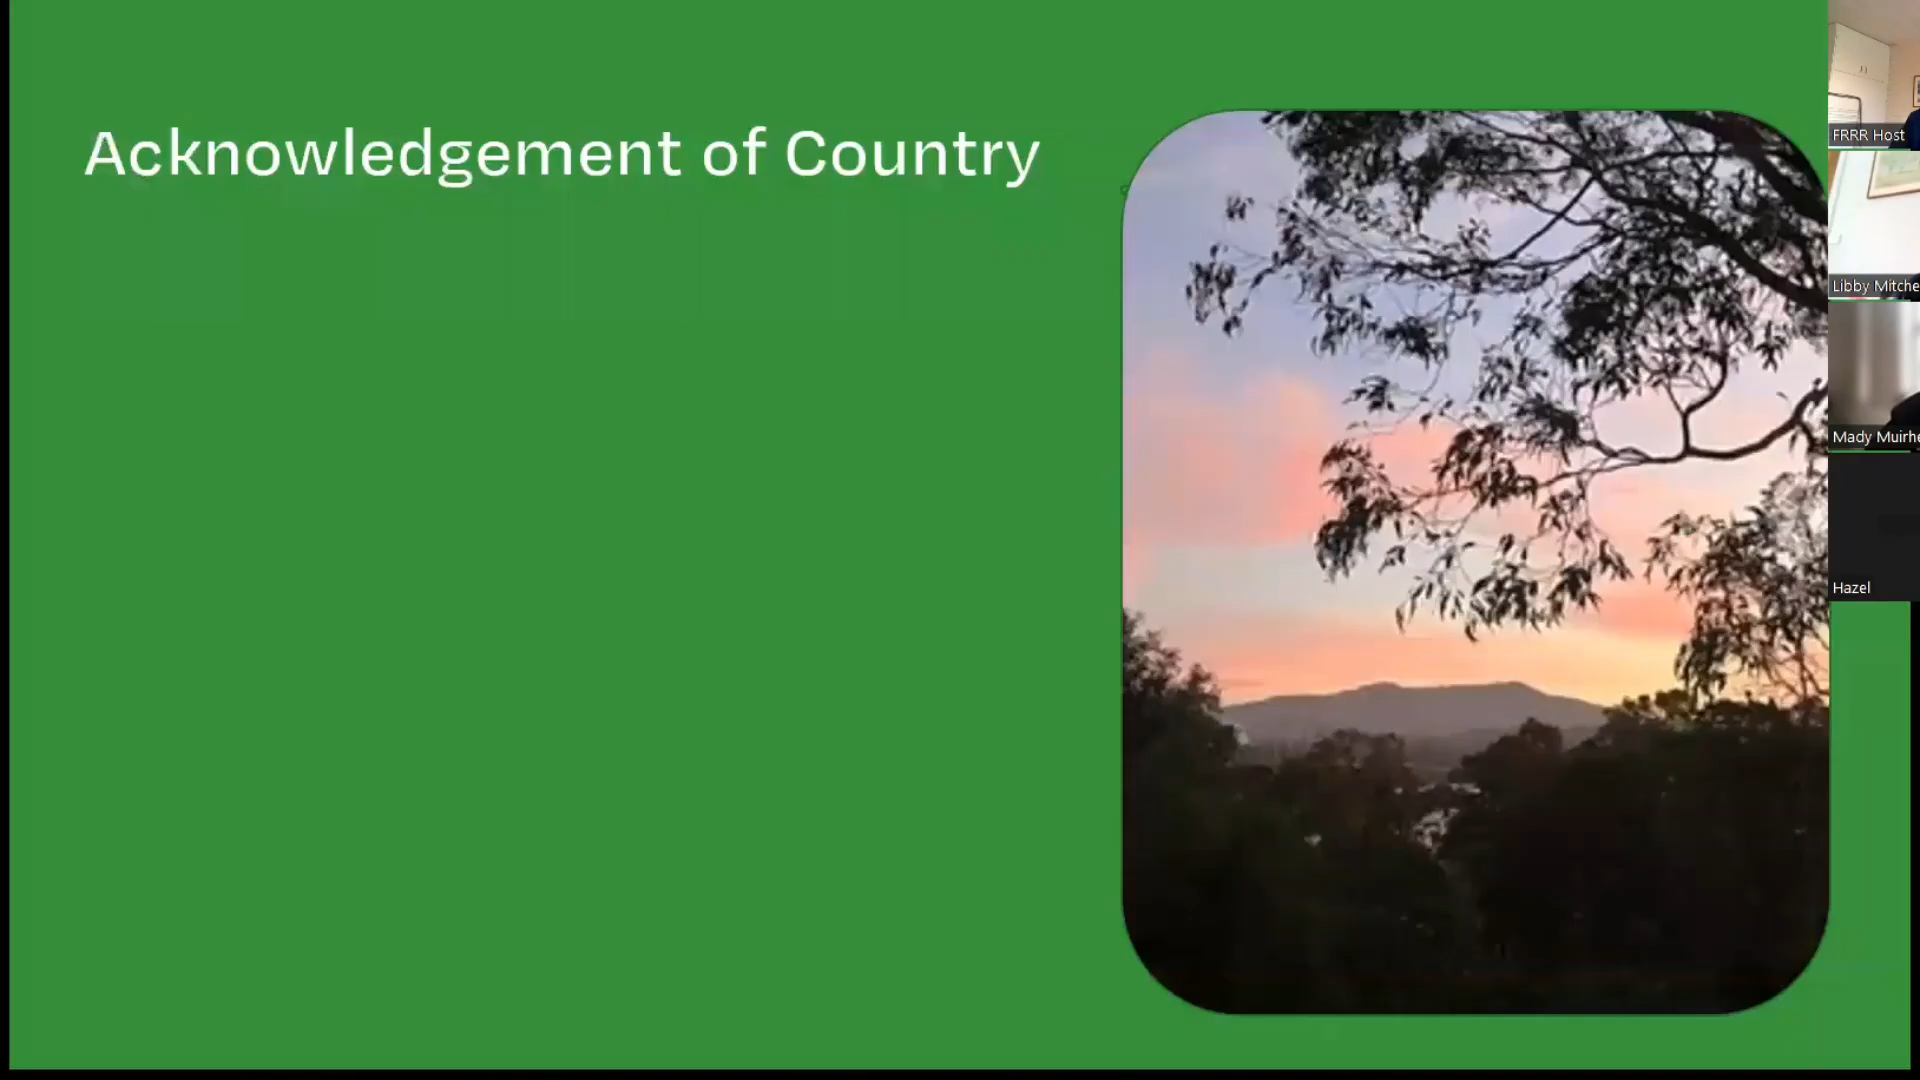 Acknowledgement of Country
FRRR Host
Libby Mitche
Mady Muirhe
Hazel